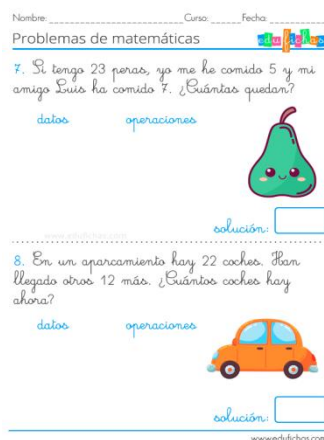 Nombre: Curso: Fecha:
Problemas de matemáticas
edufichas
7. Si tengo 23 peras, yo me he comido 5 y mi
amigo Luis ha comido 7. ¿Cuántas quedan?
datos operaciones
solución:
www.edufichas.com
8. En un aparcamiento hay 22 coches. Han
llegado otros 12 más. ¿Cuántos coches hay
ahora?
datos operaciones
solución:
www.edufichas.com